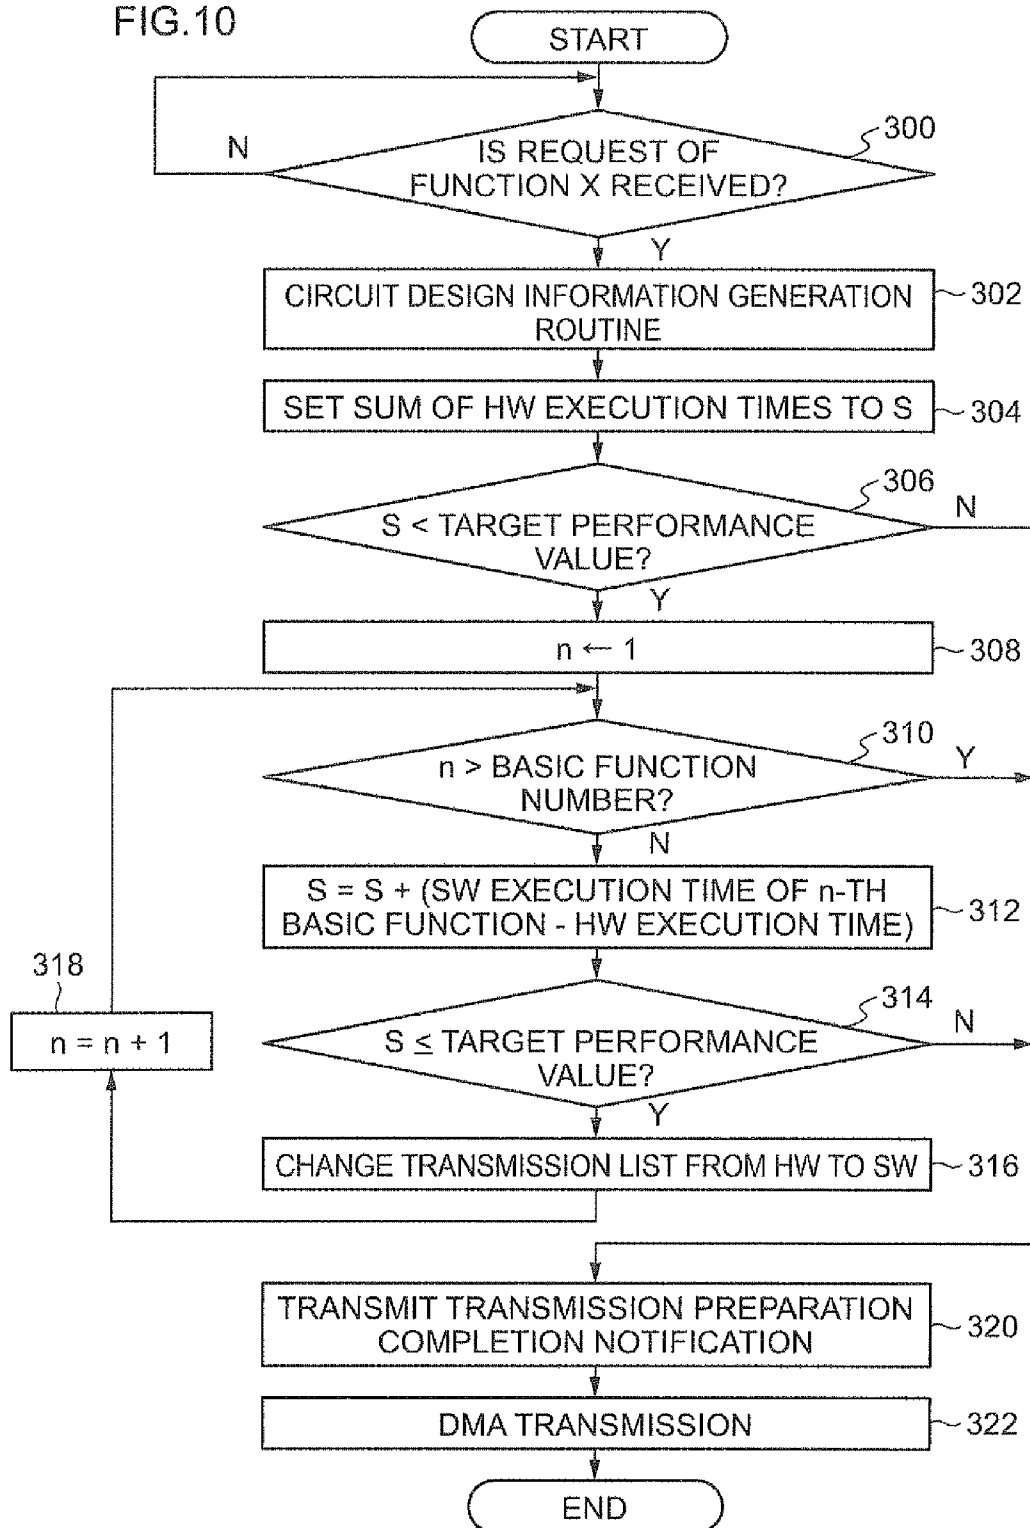 FIG.10
START
N
300
IS REQUEST OF
FUNCTION X RECEIVED?
Y
CIRCUIT DESIGN INFORMATION GENERATION
ROUTINE
302
SET SUM OF HW EXECUTION TIMES TO S
304
306
N
S < TARGET PERFORMANCE
VALUE?
Y
n ← 1
308
310
Y
n > BASIC FUNCTION
NUMBER?
N
S = S + (SW EXECUTION TIME OF n-TH
BASIC FUNCTION - HW EXECUTION TIME)
312
318
n = n + 1
314
N
S ≤ TARGET PERFORMANCE
VALUE?
Y
CHANGE TRANSMISSION LIST FROM HW TO SW
316
TRANSMIT TRANSMISSION PREPARATION
COMPLETION NOTIFICATION
320
DMA TRANSMISSION
322
END